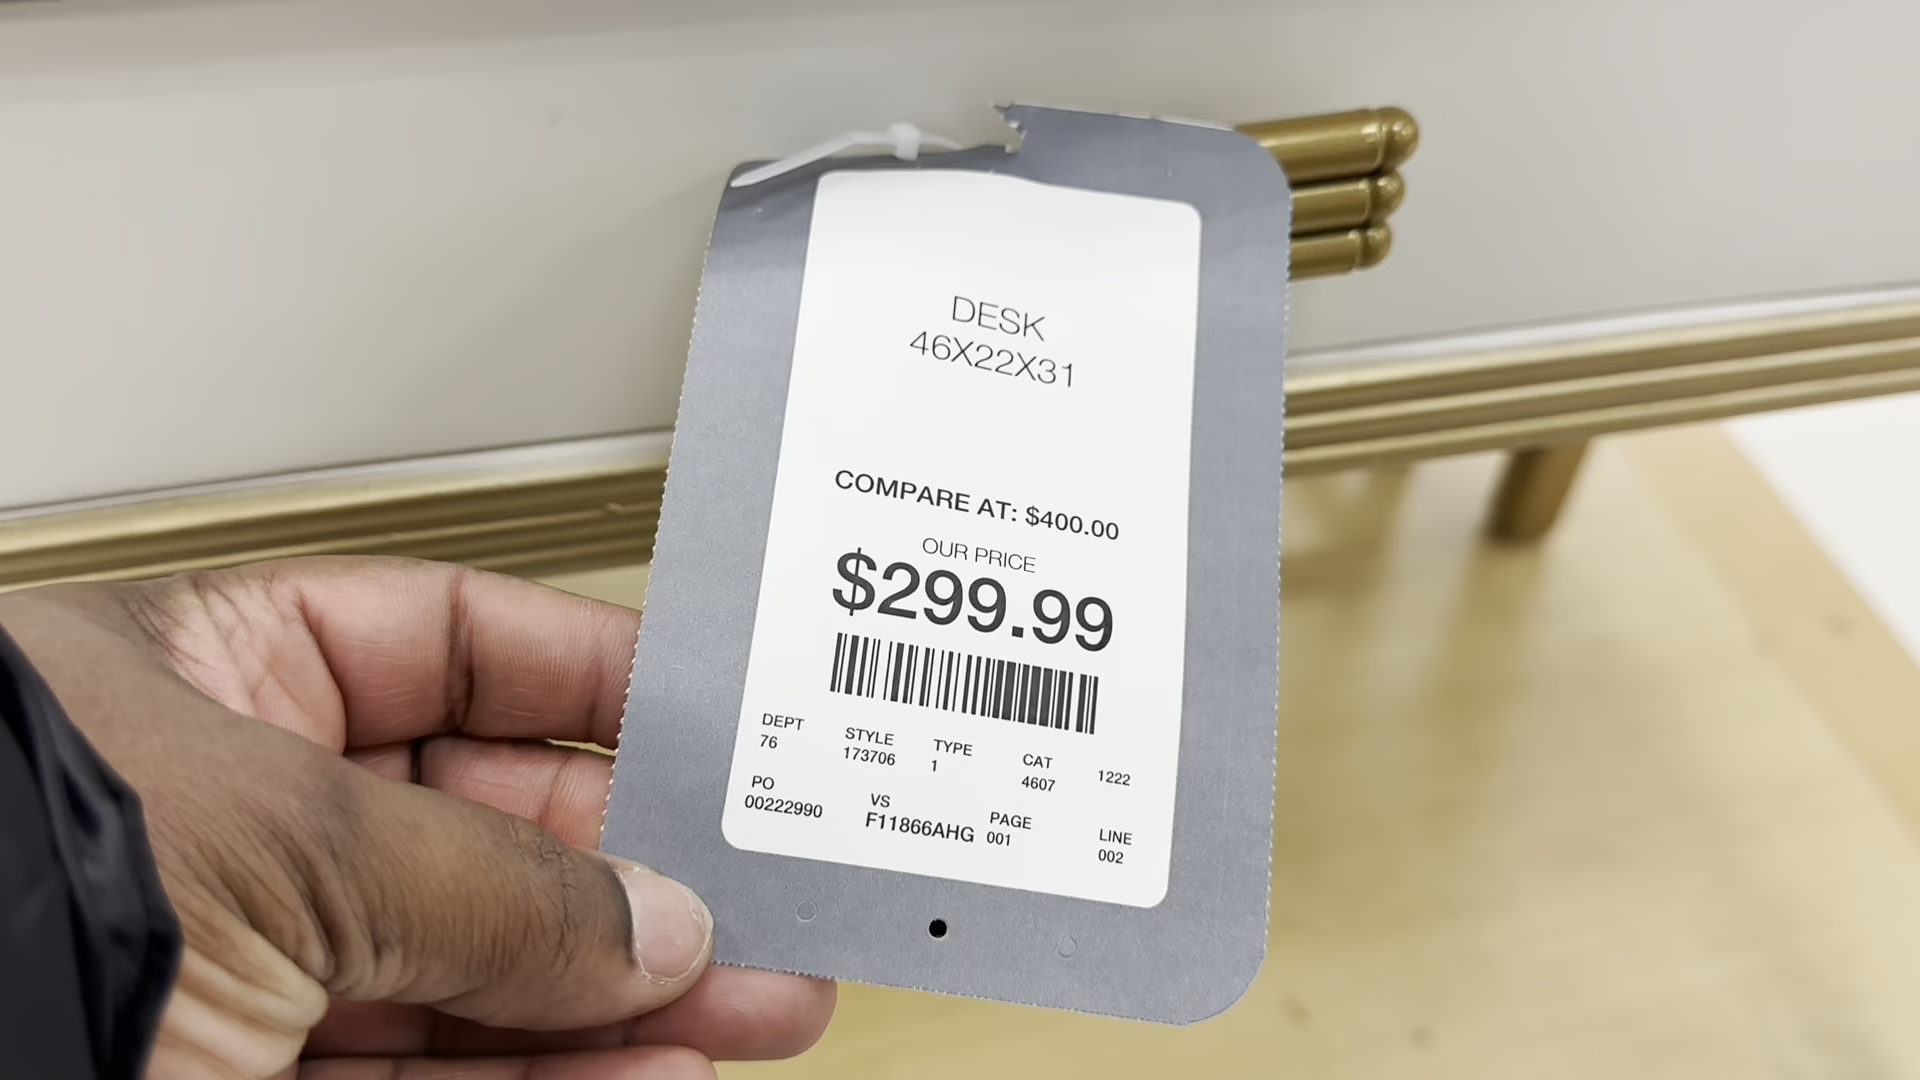 DESK
46X22X31
COMPARE AT: $400.00
OUR PRICE
$299.99
DEPT STYLE TYPE CAT 1222
76 173706 1 4607
PO VS PAGE LINE
00222990 F11866AHG 001 002